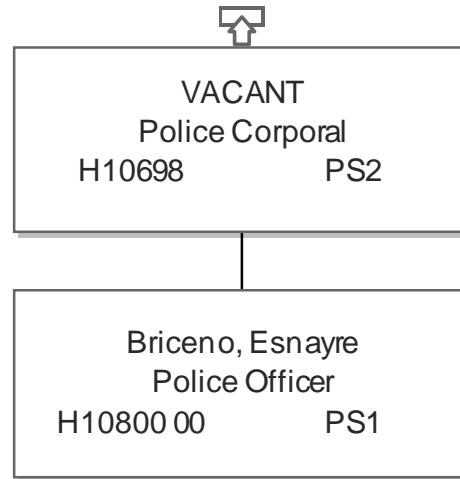 VACANT
Police Corporal
H10698 PS2
Briceno, Esnayre
Police Officer
H10800 00 PS1